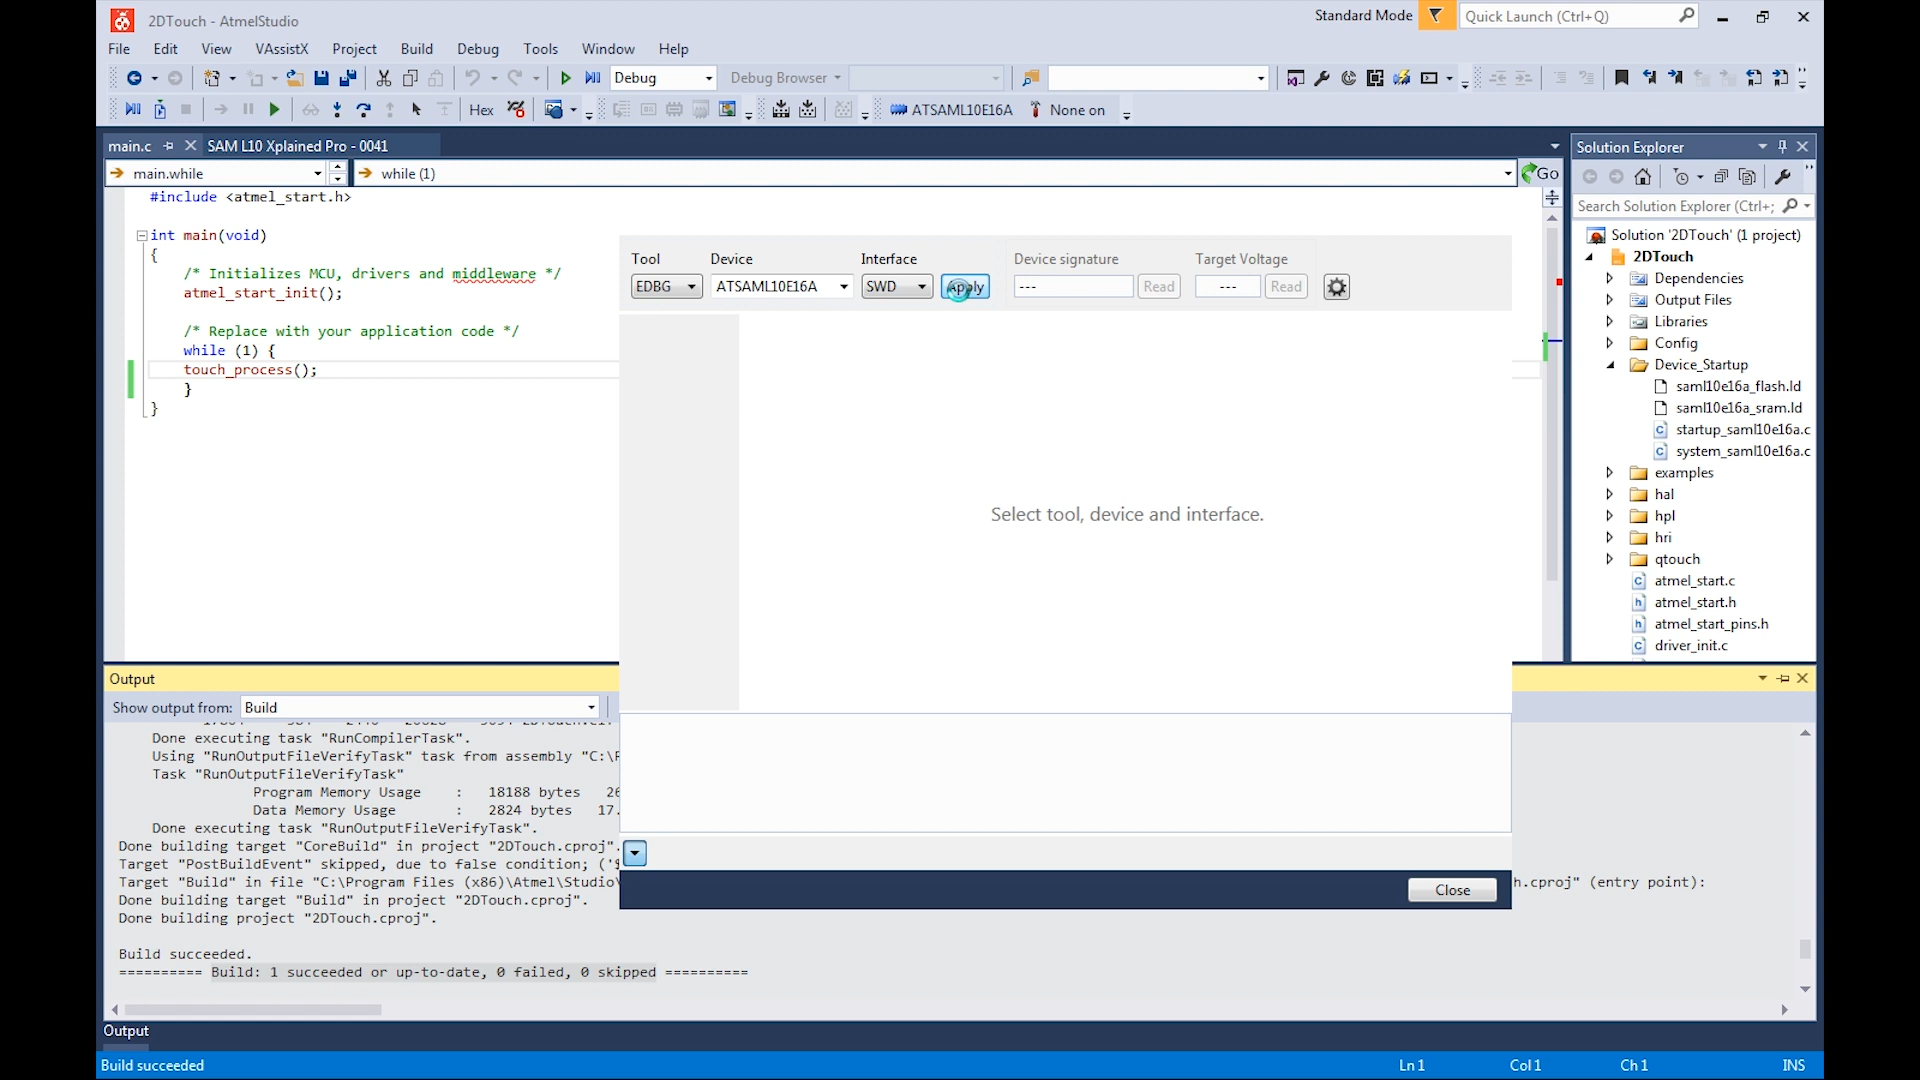 2DTouch - AtmelStudio
Standard Mode
Quick Launch (Ctrl+Q)
File Edit View VAssistX Project Build Debug Tools Window Help
Debug
Debug Browser
Hex
ATSAML10E16A
None on
main.c
SAM L10 Xplained Pro - 0041
main.while
while (1)
Go
#include <atmel_start.h>
int main(void)
{
/* Initializes MCU, drivers and middleware */
atmel_start_init();
/* Replace with your application code */
while (1) {
touch_process();
}
}
Tool Device Interface Device signature Target Voltage
EDBG ATSAML10E16A SWD Apply --- Read --- Read
Select tool, device and interface.
Close
Solution Explorer
Search Solution Explorer (Ctrl+;
Solution '2DTouch' (1 project)
2DTouch
Dependencies
Output Files
Libraries
Config
Device_Startup
saml10e16a_flash.ld
saml10e16a_sram.ld
startup_saml10e16a.c
system_saml10e16a.c
examples
hal
hpl
hri
qtouch
atmel_start.c
atmel_start.h
atmel_start_pins.h
driver_init.c
Output
Show output from: Build
Done executing task "RunCompilerTask".
Using "RunOutputFileVerifyTask" task from assembly "C:\
Task "RunOutputFileVerifyTask"
Program Memory Usage : 18188 bytes 26
Data Memory Usage : 2824 bytes 17.
Done executing task "RunOutputFileVerifyTask".
Done building target "CoreBuild" in project "2DTouch.cproj".
Target "PostBuildEvent" skipped, due to false condition; ('
Target "Build" in file "C:\Program Files (x86)\Atmel\Studio\ h.cproj" (entry point):
Done building target "Build" in project "2DTouch.cproj".
Done building project "2DTouch.cproj".
Build succeeded.
========== Build: 1 succeeded or up-to-date, 0 failed, 0 skipped ==========
Output
Build succeeded
Ln 1 Col 1 Ch 1 INS